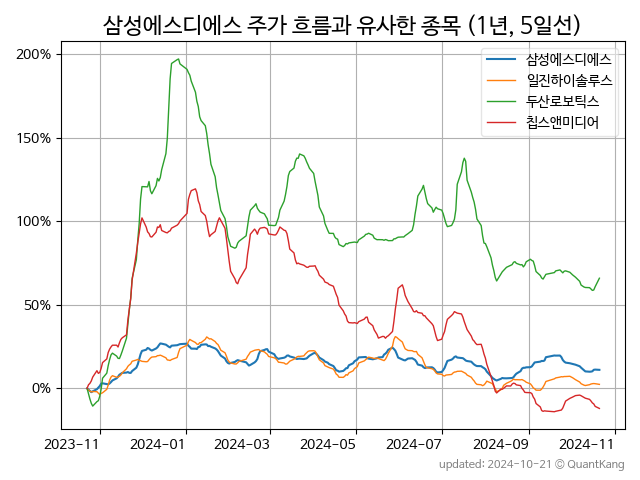 삼성에스디에스 주가 흐름과 유사한 종목 (1년, 5일선)
200%
150%
100%
50%
0%
삼성에스디에스
일진하이솔루스
두산로보틱스
칩스앤미디어
2023-11
2024-01
2024-03
2024-05
2024-07
2024-09
2024-11
updated: 2024-10-21 © QuantKang